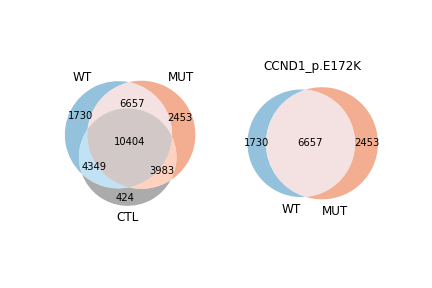 WT
MUT
6657
1730
2453
10404
4349
3983
424
CTL
CCND1_p.E172K
1730
6657
2453
WT
MUT